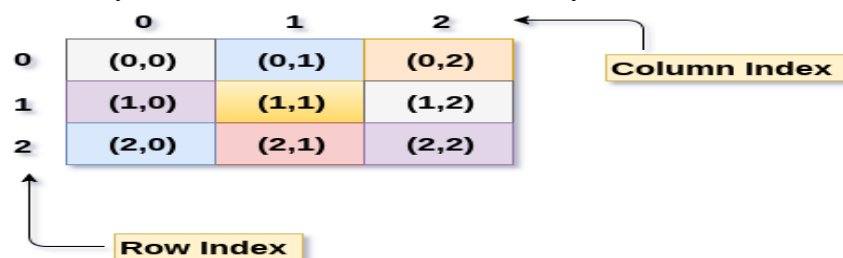 0 1 2
Column Index
0 (0,0) (0,1) (0,2)
1 (1,0) (1,1) (1,2)
2 (2,0) (2,1) (2,2)
Row Index